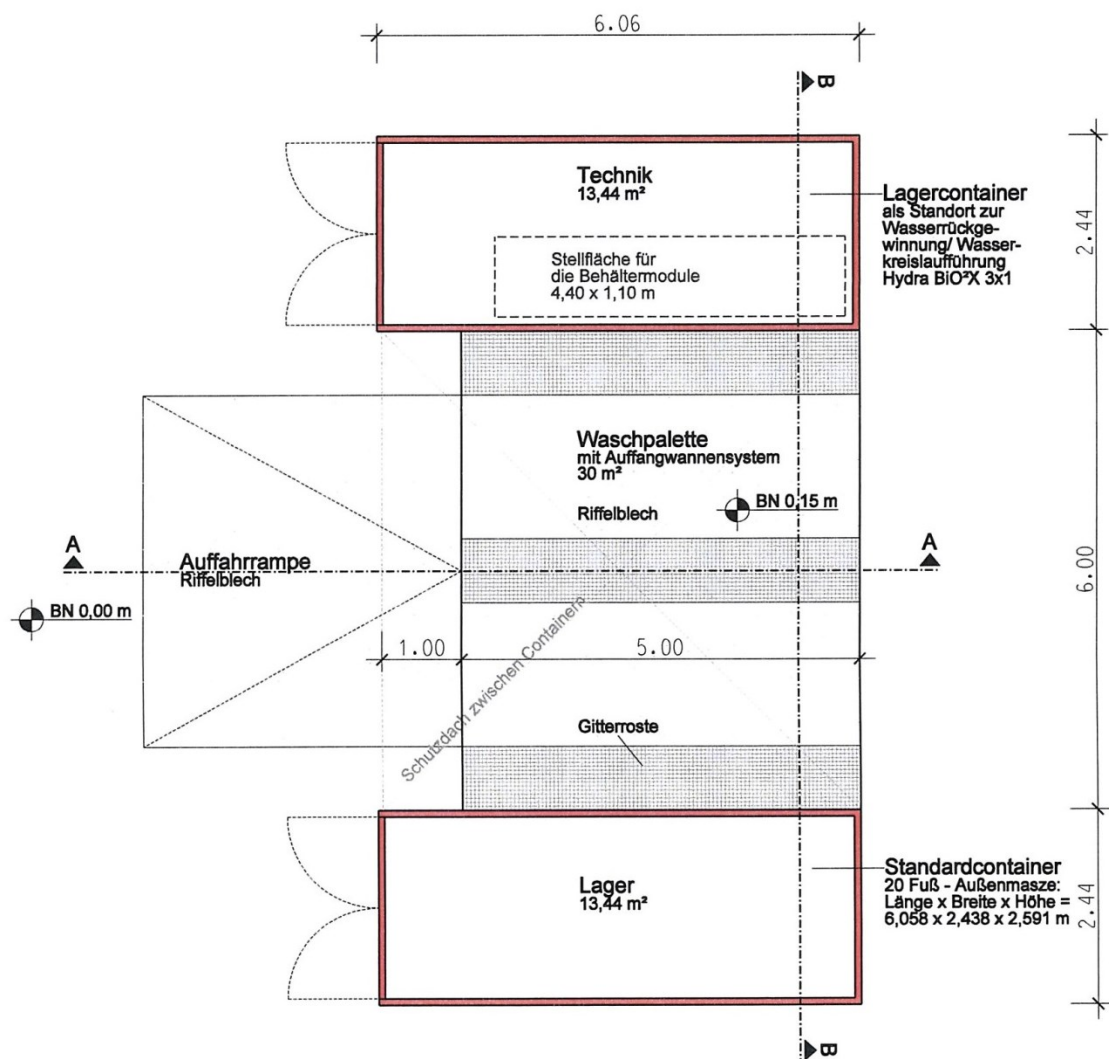 6.06
B
Technik
13,44 m²
Stellfläche für
die Behältermodule
4,40 x 1,10 m
Lagercontainer
als Standort zur
Wasserrückge-
winnung/ Wasser-
kreislaufführung
Hydra BiO²X 3x1
2.44
Waschpalette
mit Auffangwannensystem
30 m²
Riffelblech
BN 0,15 m
A
A
Auffahrrampe
Riffelblech
BN 0,00 m
6.00
1.00
5.00
Schutzdach zwischen Containern
Gitterroste
Lager
13,44 m²
Standardcontainer
20 Fuß - Außenmasze:
Länge x Breite x Höhe =
6,058 x 2,438 x 2,591 m
2.44
B